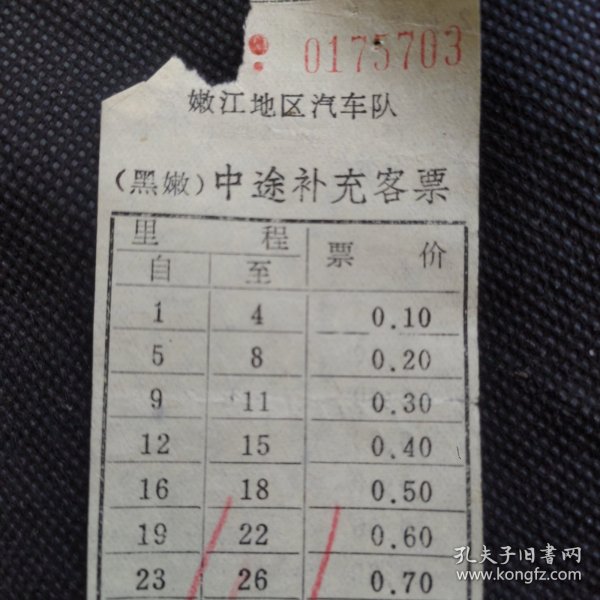 0175703
嫩江地区汽车队
(黑嫩)中途补充客票
里 程 票 价
自 至
1 4 0.10
5 8 0.20
9 11 0.30
12 15 0.40
16 18 0.50
19 22 0.60
23 26 0.70
孔夫子旧书网
www.kongfz.com